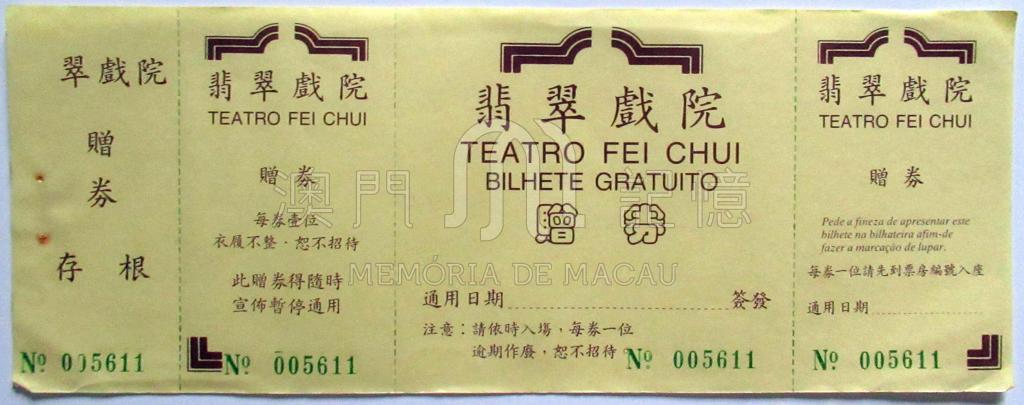 翠戲院
贈
券
存根
Nº 005611
翡翠戲院
TEATRO FEI CHUI
贈券
每券壹位
衣履不整·恕不招待
此贈券得隨時
宣佈暫停通用
Nº 005611
翡翠戲院
TEATRO FEI CHUI
BILHETE GRATUITO
贈券
通用日期 簽發
注意：請依時入場，每券一位
逾期作廢，恕不招待。
Nº 005611
翡翠戲院
TEATRO FEI CHUI
贈券
Pede a fineza de apresentar este
bilhete na bilhateira afim-de
fazer a marcação de lupar.
每券一位請先到票房編號入座
通用日期
Nº 005611
澳門記憶
MEMÓRIA DE MACAU